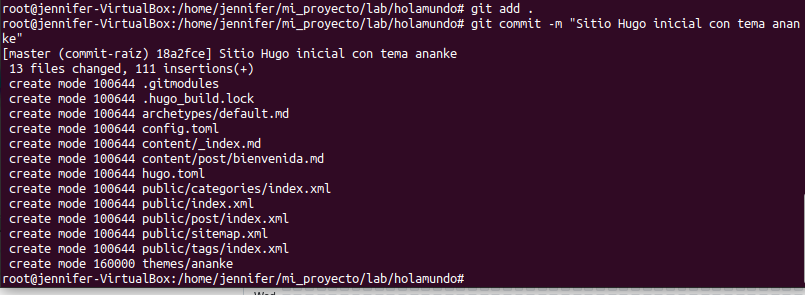 root@jennifer-VirtualBox:/home/jennifer/mi_proyecto/lab/holamundo# git add .
root@jennifer-VirtualBox:/home/jennifer/mi_proyecto/lab/holamundo# git commit -m "Sitio Hugo inicial con tema anan
ke"
[master (commit-raíz) 18a2fce] Sitio Hugo inicial con tema ananke
 13 files changed, 111 insertions(+)
 create mode 100644 .gitmodules
 create mode 100644 .hugo_build.lock
 create mode 100644 archetypes/default.md
 create mode 100644 config.toml
 create mode 100644 content/_index.md
 create mode 100644 content/post/bienvenida.md
 create mode 100644 hugo.toml
 create mode 100644 public/categories/index.xml
 create mode 100644 public/index.xml
 create mode 100644 public/post/index.xml
 create mode 100644 public/sitemap.xml
 create mode 100644 public/tags/index.xml
 create mode 160000 themes/ananke
root@jennifer-VirtualBox:/home/jennifer/mi_proyecto/lab/holamundo#